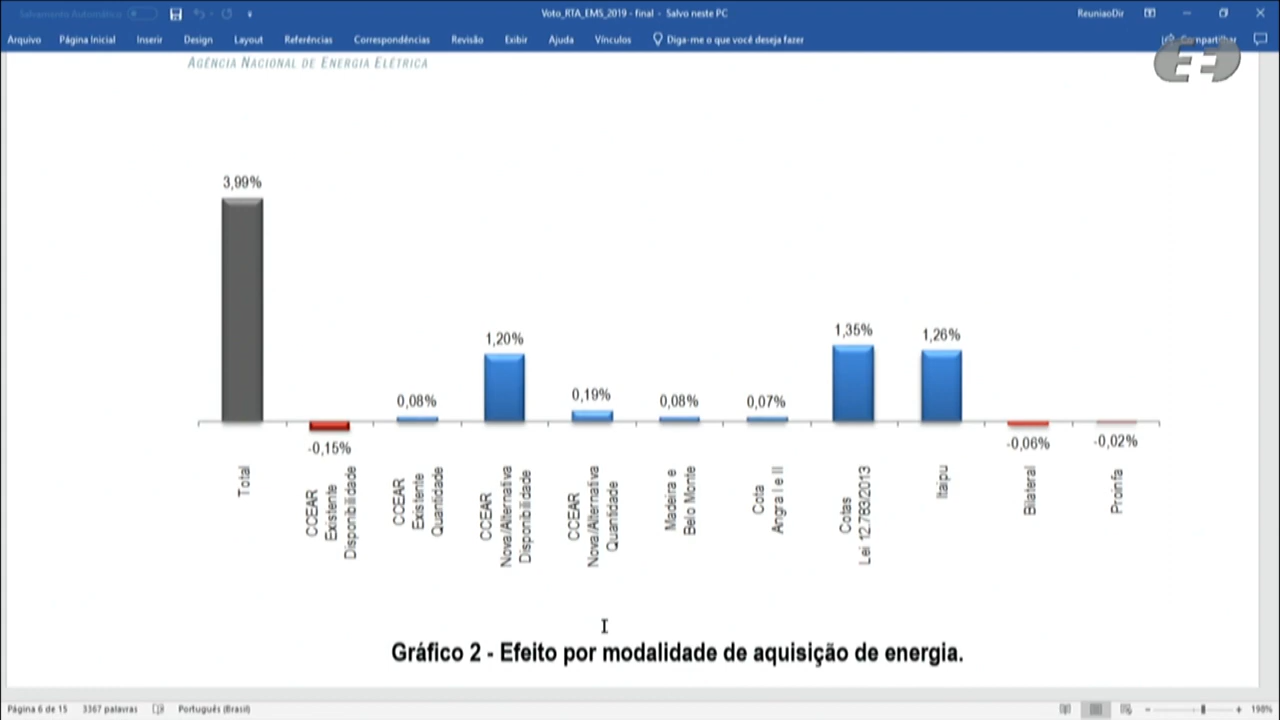 Salvamento Automático
Voto_RTA_EMS_2019 - final - Salvo neste PC
ReuniaoDir
Arquivo Página Inicial Inserir Design Layout Referências Correspondências Revisão Exibir Ajuda Vínculos Diga-me o que você deseja fazer Compartilhar
AGÊNCIA NACIONAL DE ENERGIA ELÉTRICA
3,99%
-0,15%
0,08%
1,20%
0,19%
0,08%
0,07%
1,35%
1,26%
-0,06%
-0,02%
Total
CCEAR
Existente
Disponibilidade
CCEAR
Existente
Quantidade
CCEAR
Nova/Alternativa
Disponibilidade
CCEAR
Nova/Alternativa
Quantidade
Madeira e
Belo Monte
Cota
Angra I e II
Cotas
Lei 12.783/2013
Itaipu
Bilateral
Proinfa
Gráfico 2 - Efeito por modalidade de aquisição de energia.
Página 6 de 15 3367 palavras Português (Brasil) 198%